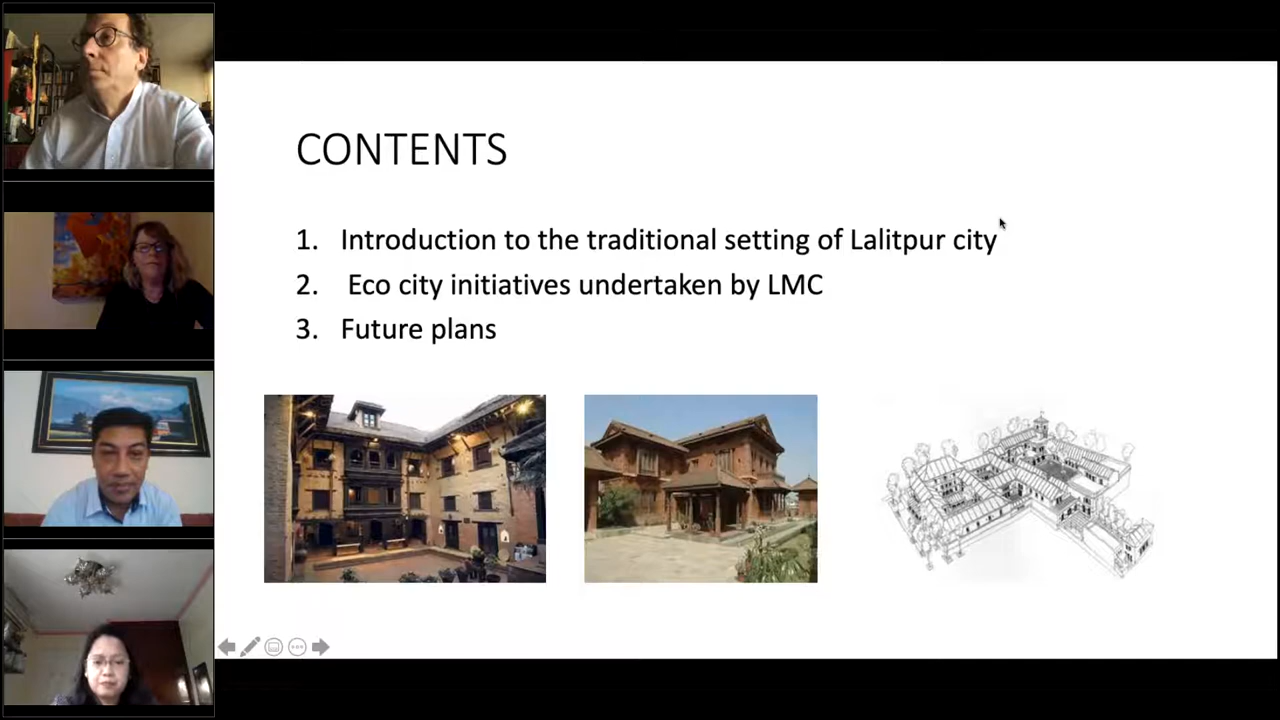 CONTENTS
1. Introduction to the traditional setting of Lalitpur city
2. Eco city initiatives undertaken by LMC
3. Future plans